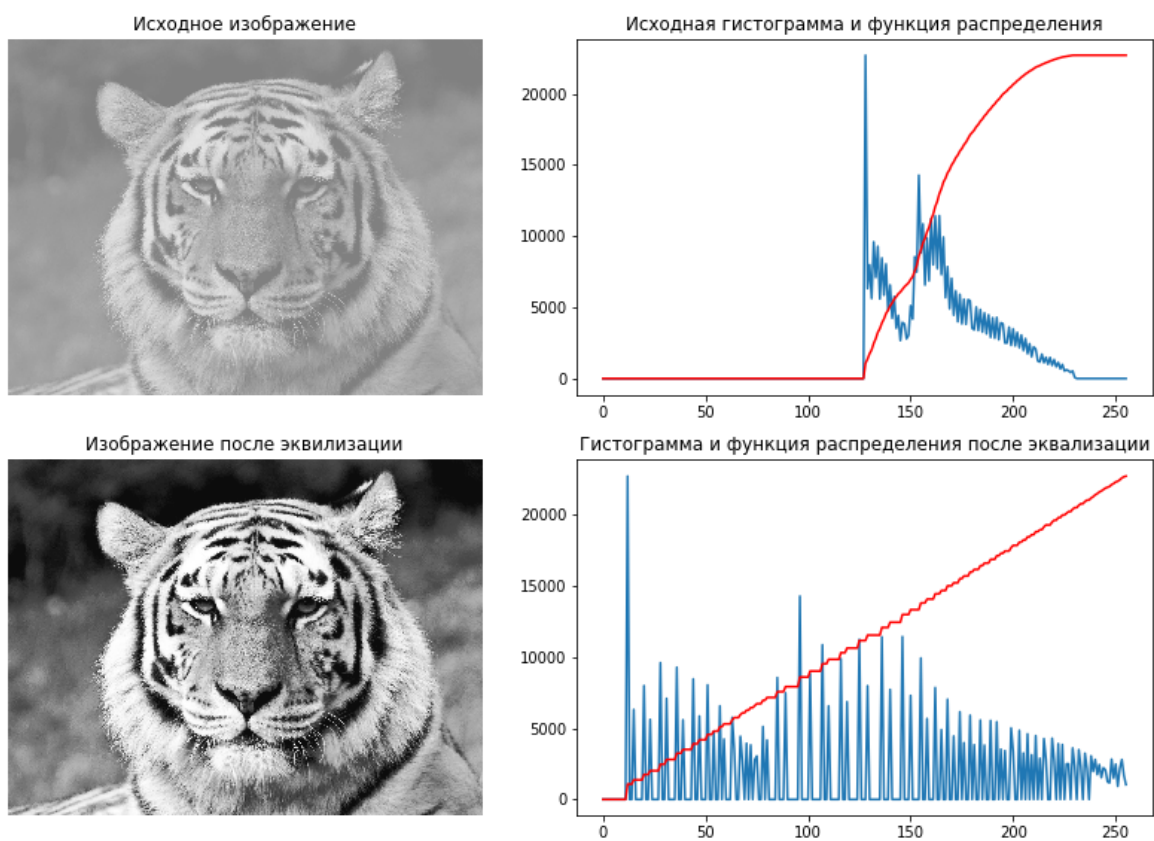 Исходное изображение
Исходная гистограмма и функция распределения
20000
15000
10000
5000
0
0 50 100 150 200 250
Изображение после эквилизации
Гистограмма и функция распределения после эквализации
20000
15000
10000
5000
0
0 50 100 150 200 250